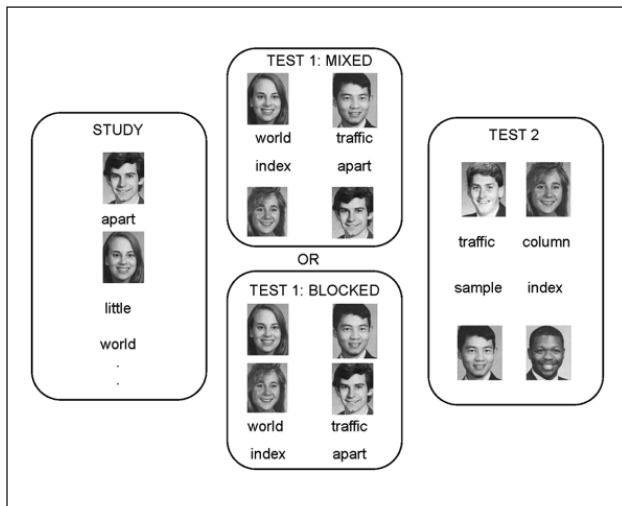 STUDY
apart
little
world
.
.
TEST 1: MIXED
world traffic
index apart
OR
TEST 1: BLOCKED
world traffic
index apart
TEST 2
traffic column
sample index